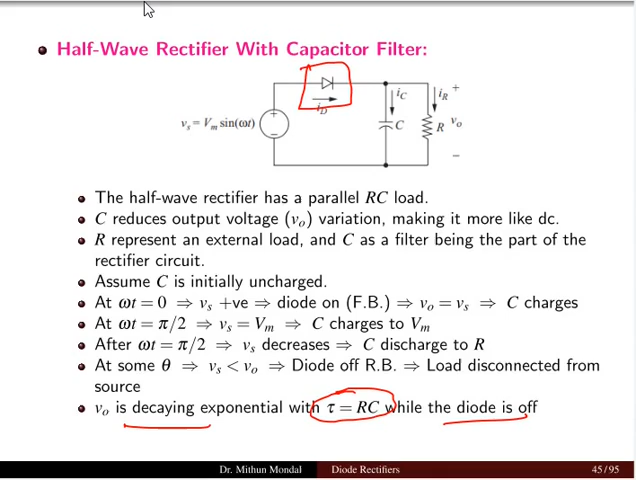 Half-Wave Rectifier With Capacitor Filter:
iC
iR
+
iD
vs = Vm sin(ωt)
+
−
C
R
vo
−
The half-wave rectifier has a parallel RC load.
C reduces output voltage (vo) variation, making it more like dc.
R represent an external load, and C as a filter being the part of the
rectifier circuit.
Assume C is initially uncharged.
At ωt = 0 ⇒ vs +ve ⇒ diode on (F.B.) ⇒ vo = vs ⇒ C charges
At ωt = π/2 ⇒ vs = Vm ⇒ C charges to Vm
After ωt = π/2 ⇒ vs decreases ⇒ C discharge to R
At some θ ⇒ vs < vo ⇒ Diode off R.B. ⇒ Load disconnected from
source
vo is decaying exponential with τ = RC while the diode is off
Dr. Mithun Mondal Diode Rectifiers 45/95